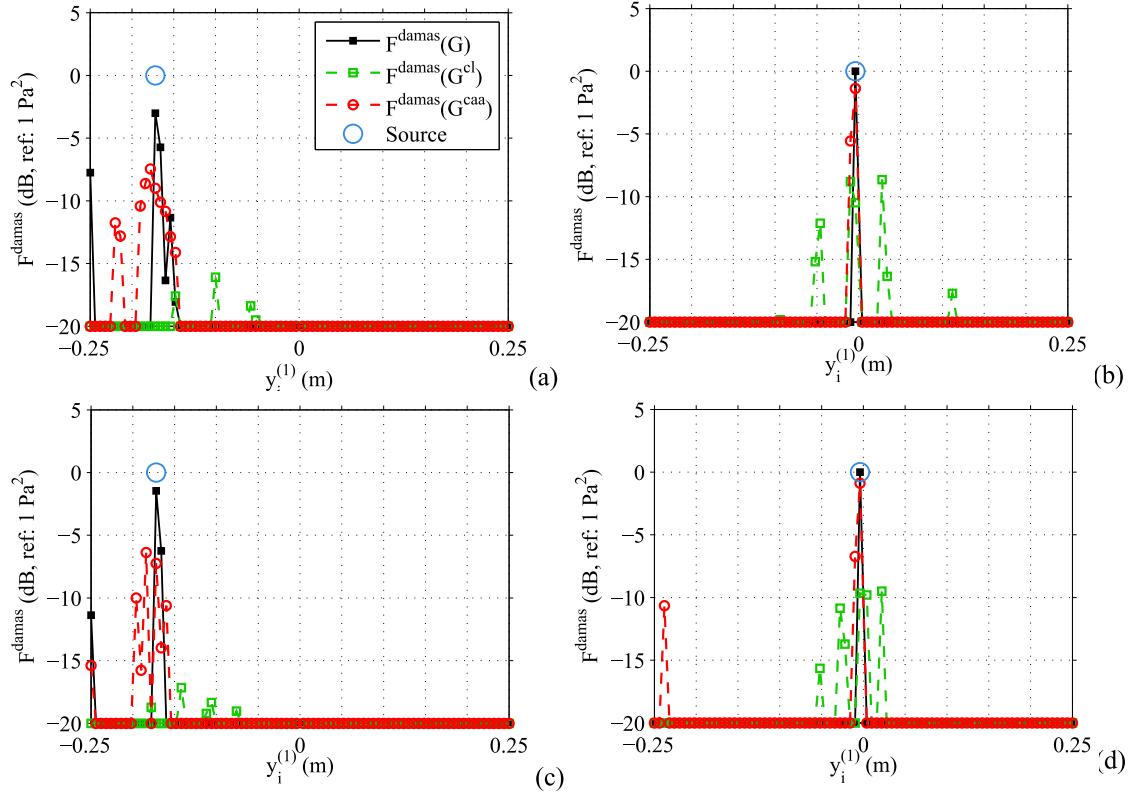 5
0
−5
−10
−15
−20
−0.25
0
0.25
F^damas (dB, ref: 1 Pa^2)
y_i^(1) (m)
(a)
F^damas(G)
F^damas(G^cl)
F^damas(G^caa)
Source
5
0
−5
−10
−15
−20
−0.25
0
0.25
F^damas (dB, ref: 1 Pa^2)
y_i^(1) (m)
(b)
5
0
−5
−10
−15
−20
−0.25
0
0.25
F^damas (dB, ref: 1 Pa^2)
y_i^(1) (m)
(c)
5
0
−5
−10
−15
−20
−0.25
0
0.25
F^damas (dB, ref: 1 Pa^2)
y_i^(1) (m)
(d)